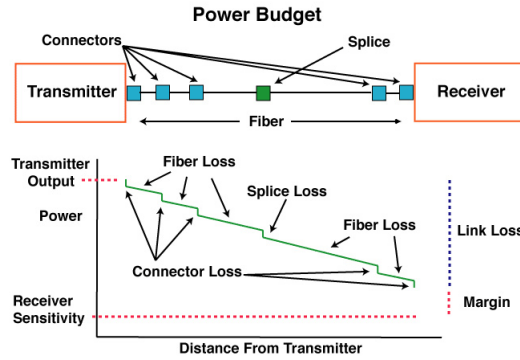 Power Budget
Connectors
Splice
Transmitter
Receiver
Fiber
Transmitter
Output
Fiber Loss
Power
Splice Loss
Fiber Loss
Link Loss
Connector Loss
Receiver
Sensitivity
Margin
Distance From Transmitter